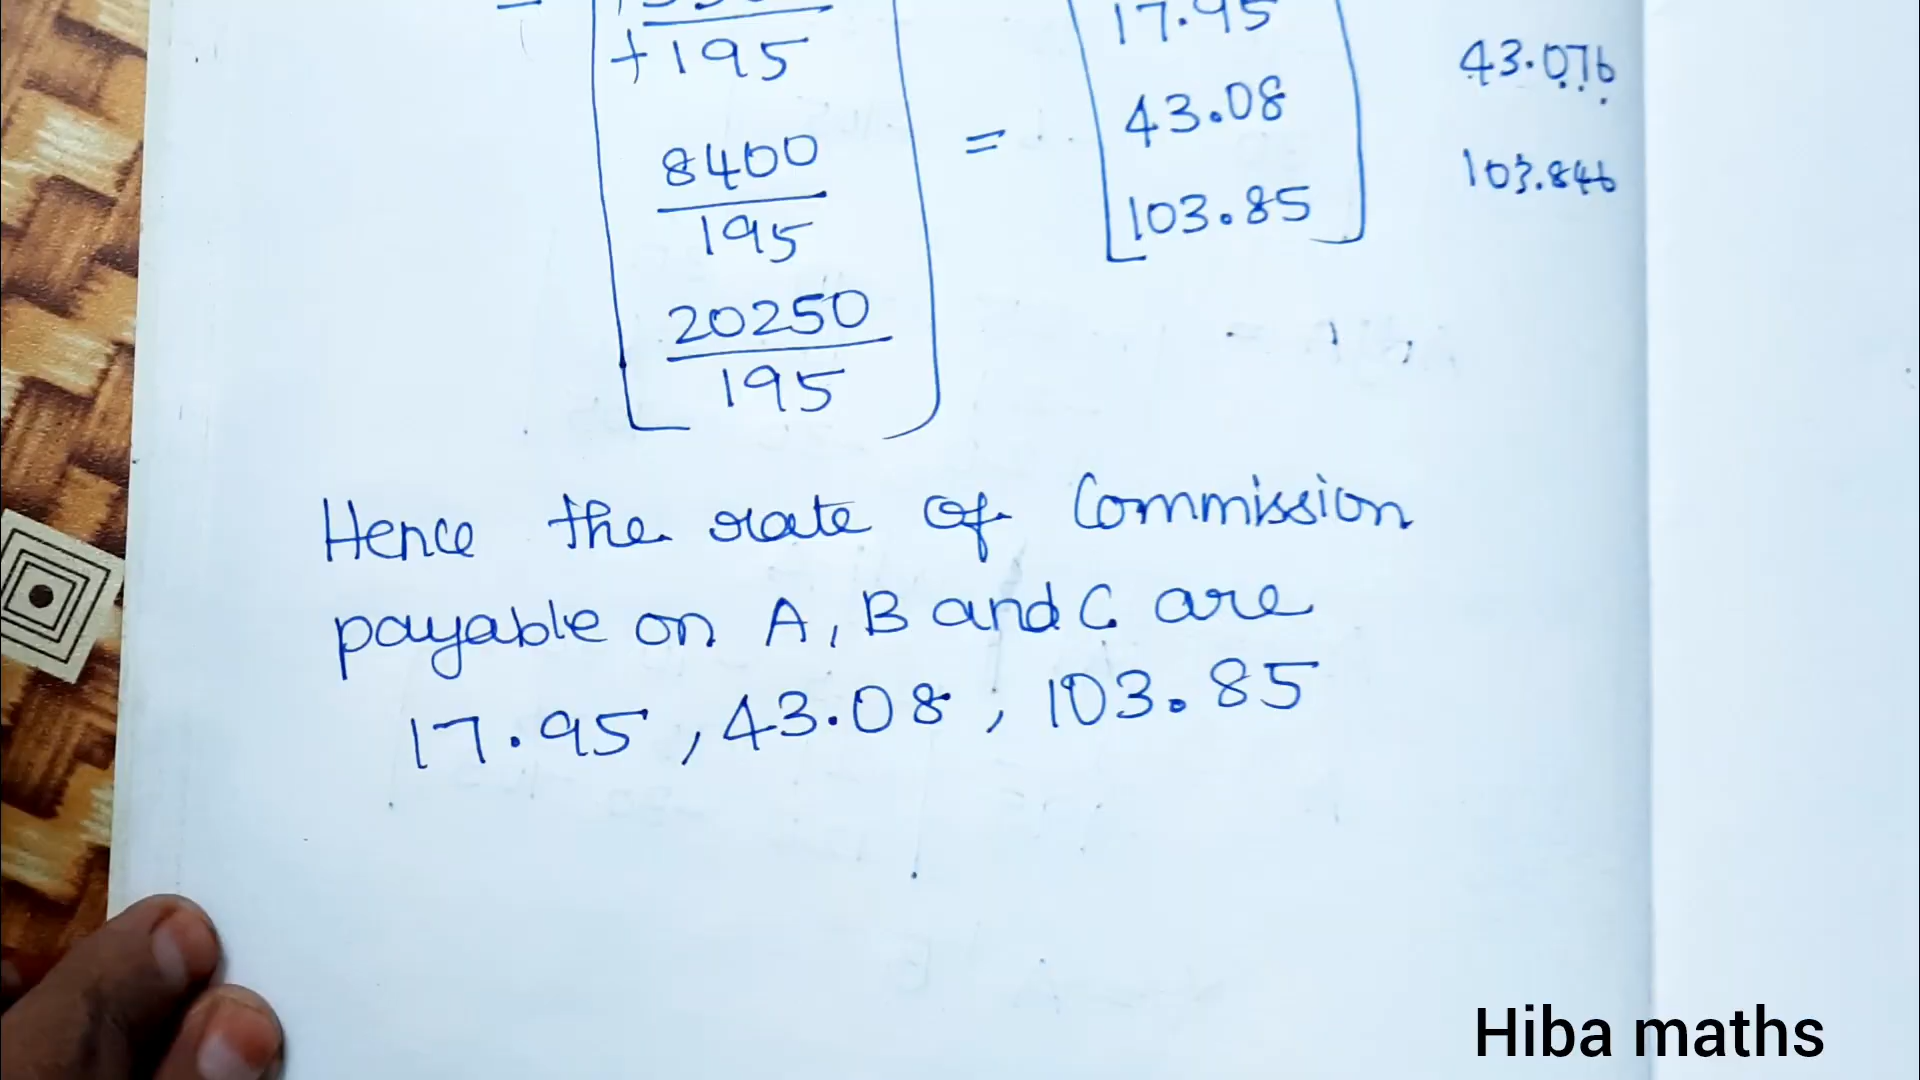 +195
17.95
43.076
8400
195
=
43.08
103.846
103.85
20250
195
Hence the rate of Commission
payable on A, B and C are
17.95, 43.08, 103.85
Hiba maths